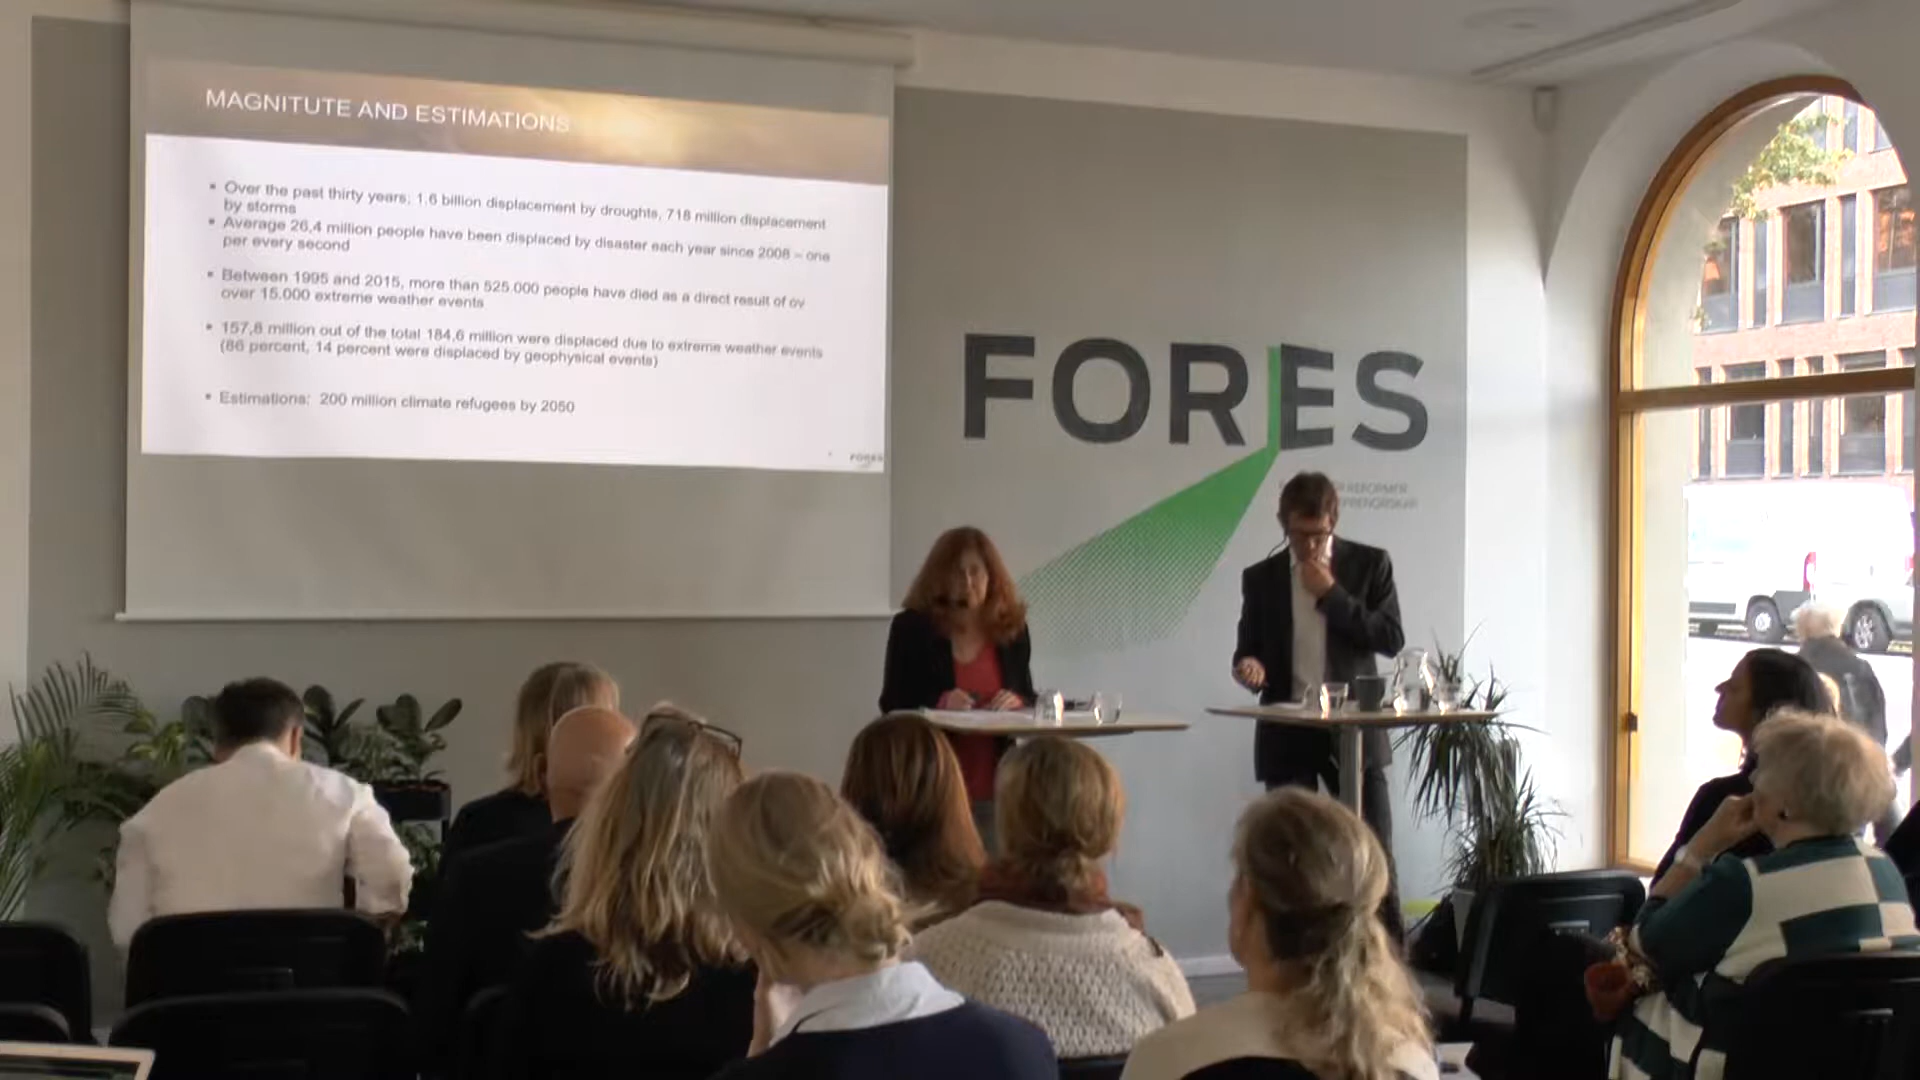 MAGNITUTE AND ESTIMATIONS
Over the past thirty years: 1.6 billion displacement by droughts, 718 million displacement
by storms
Average 26,4 million people have been displaced by disaster each year since 2008 – one
per every second
Between 1995 and 2015, more than 525.000 people have died as a direct result of ov
over 15.000 extreme weather events
157,8 million out of the total 184,6 million were displaced due to extreme weather events
(86 percent, 14 percent were displaced by geophysical events)
Estimations: 200 million climate refugees by 2050
FORES
FORES
REFORMER